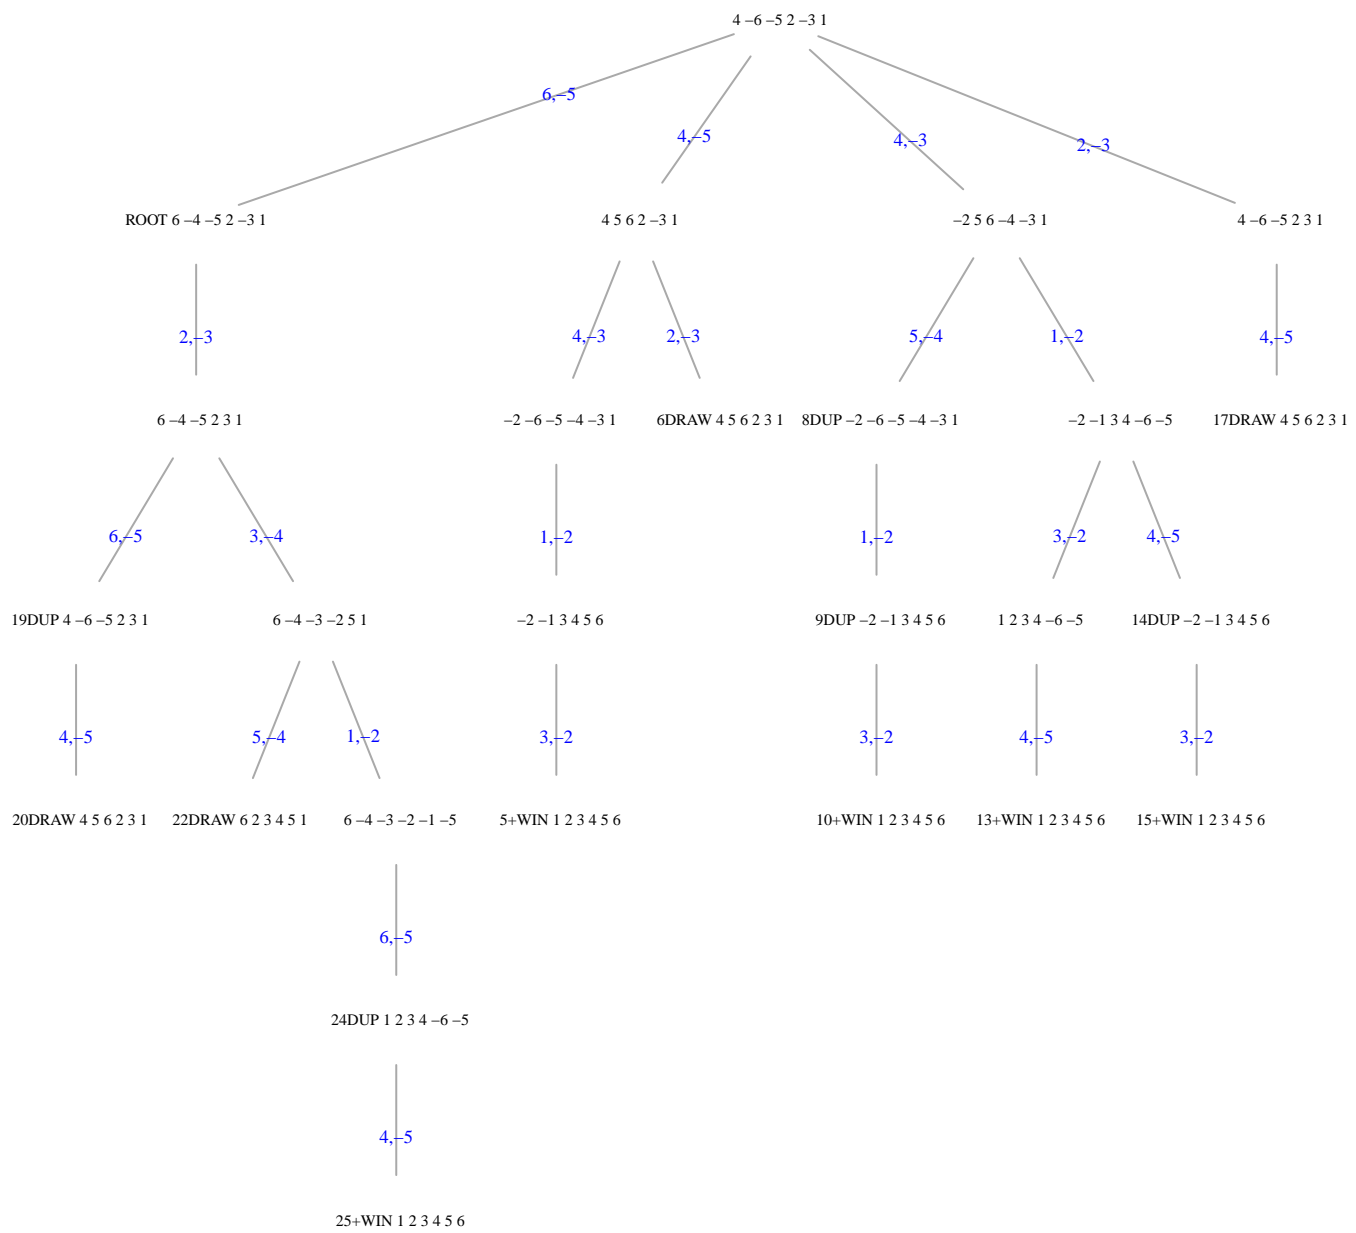 4 –6 –5 2 –3 1
6,–5
4,–5
4,–3
2,–3
ROOT 6 –4 –5 2 –3 1
4 5 6 2 –3 1
–2 5 6 –4 –3 1
4 –6 –5 2 3 1
2,–3
4,–3
2,–3
5,–4
1,–2
4,–5
6 –4 –5 2 3 1
–2 –6 –5 –4 –3 1
6DRAW 4 5 6 2 3 1
8DUP –2 –6 –5 –4 –3 1
–2 –1 3 4 –6 –5
17DRAW 4 5 6 2 3 1
6,–5
3,–4
1,–2
1,–2
3,–2
4,–5
19DUP 4 –6 –5 2 3 1
6 –4 –3 –2 5 1
–2 –1 3 4 5 6
9DUP –2 –1 3 4 5 6
1 2 3 4 –6 –5
14DUP –2 –1 3 4 5 6
4,–5
5,–4
1,–2
3,–2
3,–2
4,–5
3,–2
20DRAW 4 5 6 2 3 1
22DRAW 6 2 3 4 5 1
6 –4 –3 –2 –1 –5
5+WIN 1 2 3 4 5 6
10+WIN 1 2 3 4 5 6
13+WIN 1 2 3 4 5 6
15+WIN 1 2 3 4 5 6
6,–5
24DUP 1 2 3 4 –6 –5
4,–5
25+WIN 1 2 3 4 5 6